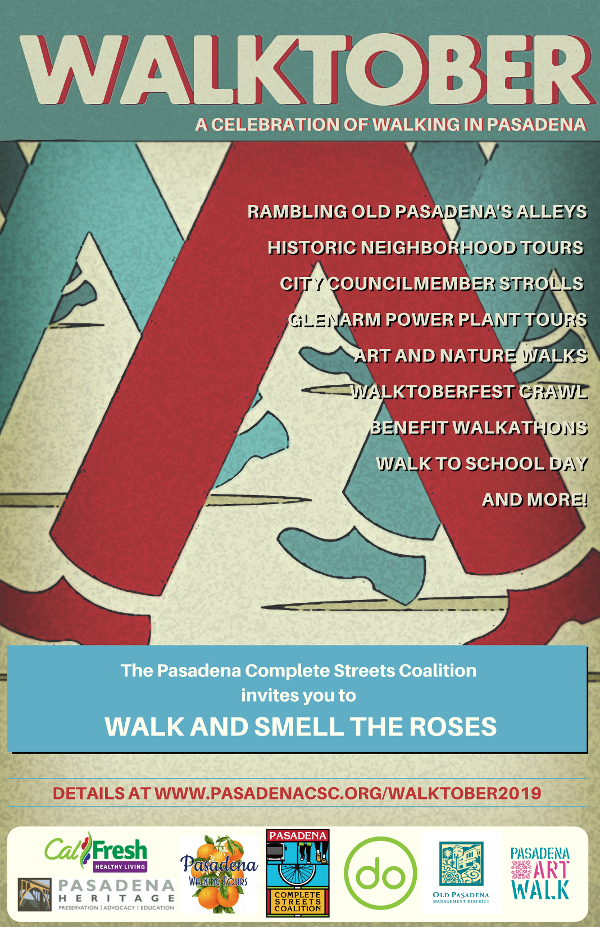 WALKTOBER
A CELEBRATION OF WALKING IN PASADENA
RAMBLING OLD PASADENA'S ALLEYS
HISTORIC NEIGHBORHOOD TOURS
CITY COUNCILMEMBER STROLLS
GLENARM POWER PLANT TOURS
ART AND NATURE WALKS
WALKTOBERFEST CRAWL
BENEFIT WALKATHONS
WALK TO SCHOOL DAY
AND MORE!
The Pasadena Complete Streets Coalition
invites you to
WALK AND SMELL THE ROSES
DETAILS AT WWW.PASADENACSC.ORG/WALKTOBER2019
CalFresh
HEALTHY LIVING
PASADENA
HERITAGE
PRESERVATION | ADVOCACY | EDUCATION
Pasadena
Walking Tours
PASADENA
COMPLETE
STREETS
COALITION
do
OLD PASADENA
MANAGEMENT DISTRICT
PASADENA
ART
WALK